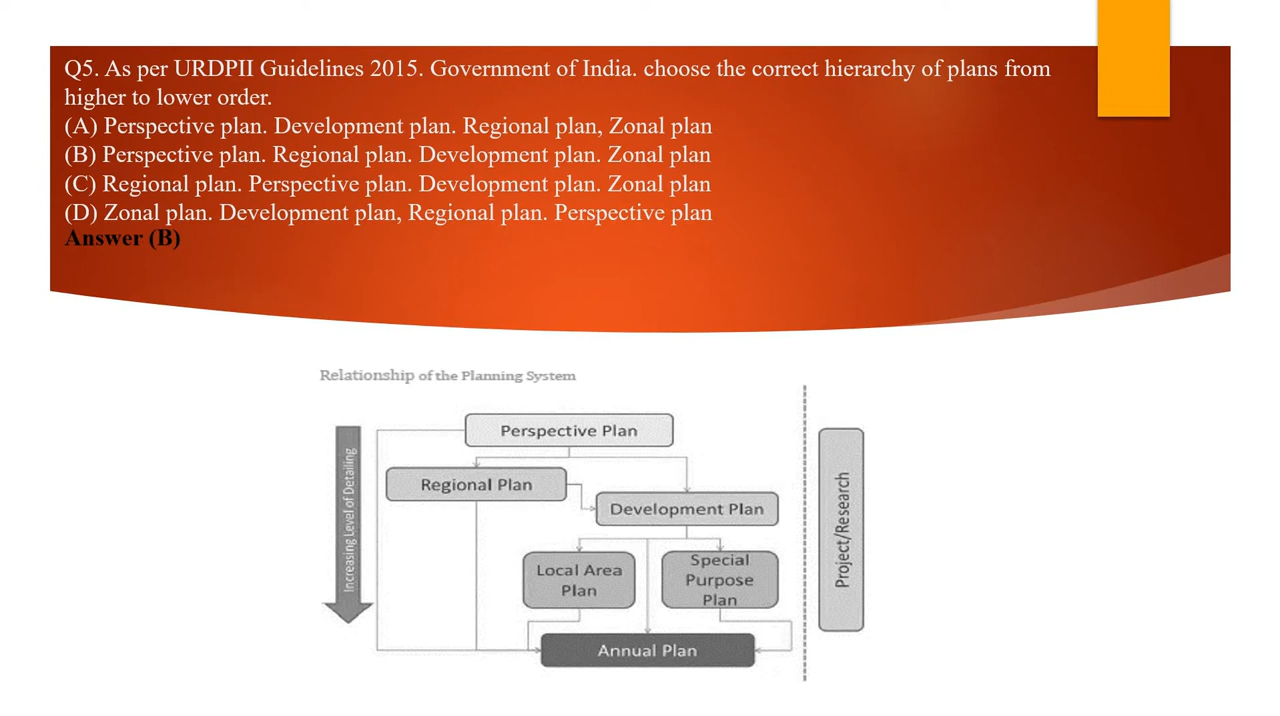 Q5. As per URDPII Guidelines 2015. Government of India. choose the correct hierarchy of plans from
higher to lower order.
(A) Perspective plan. Development plan. Regional plan, Zonal plan
(B) Perspective plan. Regional plan. Development plan. Zonal plan
(C) Regional plan. Perspective plan. Development plan. Zonal plan
(D) Zonal plan. Development plan, Regional plan. Perspective plan
Answer (B)
Relationship of the Planning System
Increasing Level of Detailing
Perspective Plan
Regional Plan
Development Plan
Local Area
Plan
Special
Purpose
Plan
Annual Plan
Project/Research